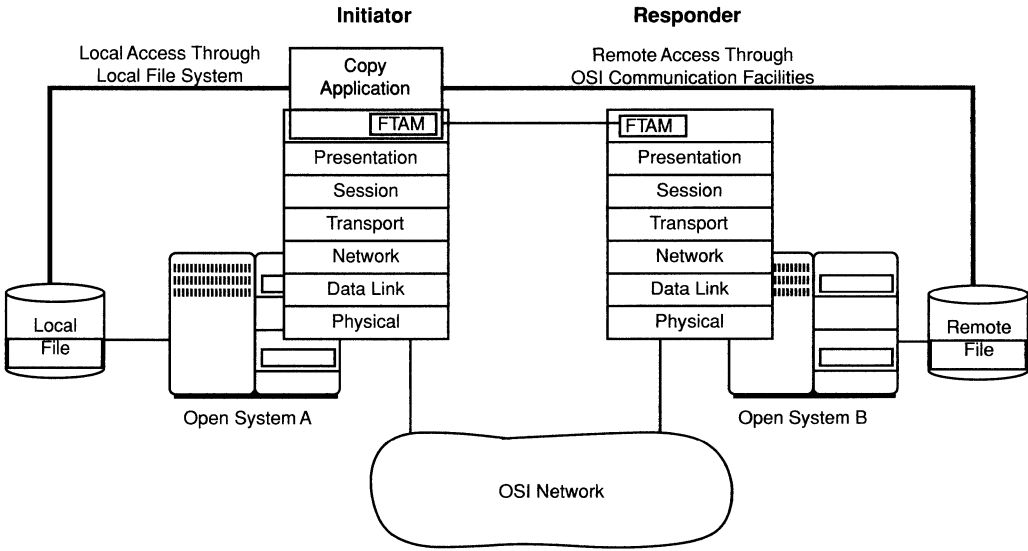 Initiator
Responder
Local Access Through
Local File System
Copy
Application
Remote Access Through
OSI Communication Facilities
FTAM
FTAM
Presentation
Presentation
Session
Session
Transport
Transport
Network
Network
Data Link
Data Link
Physical
Physical
Local
File
Remote
File
Open System A
Open System B
OSI Network